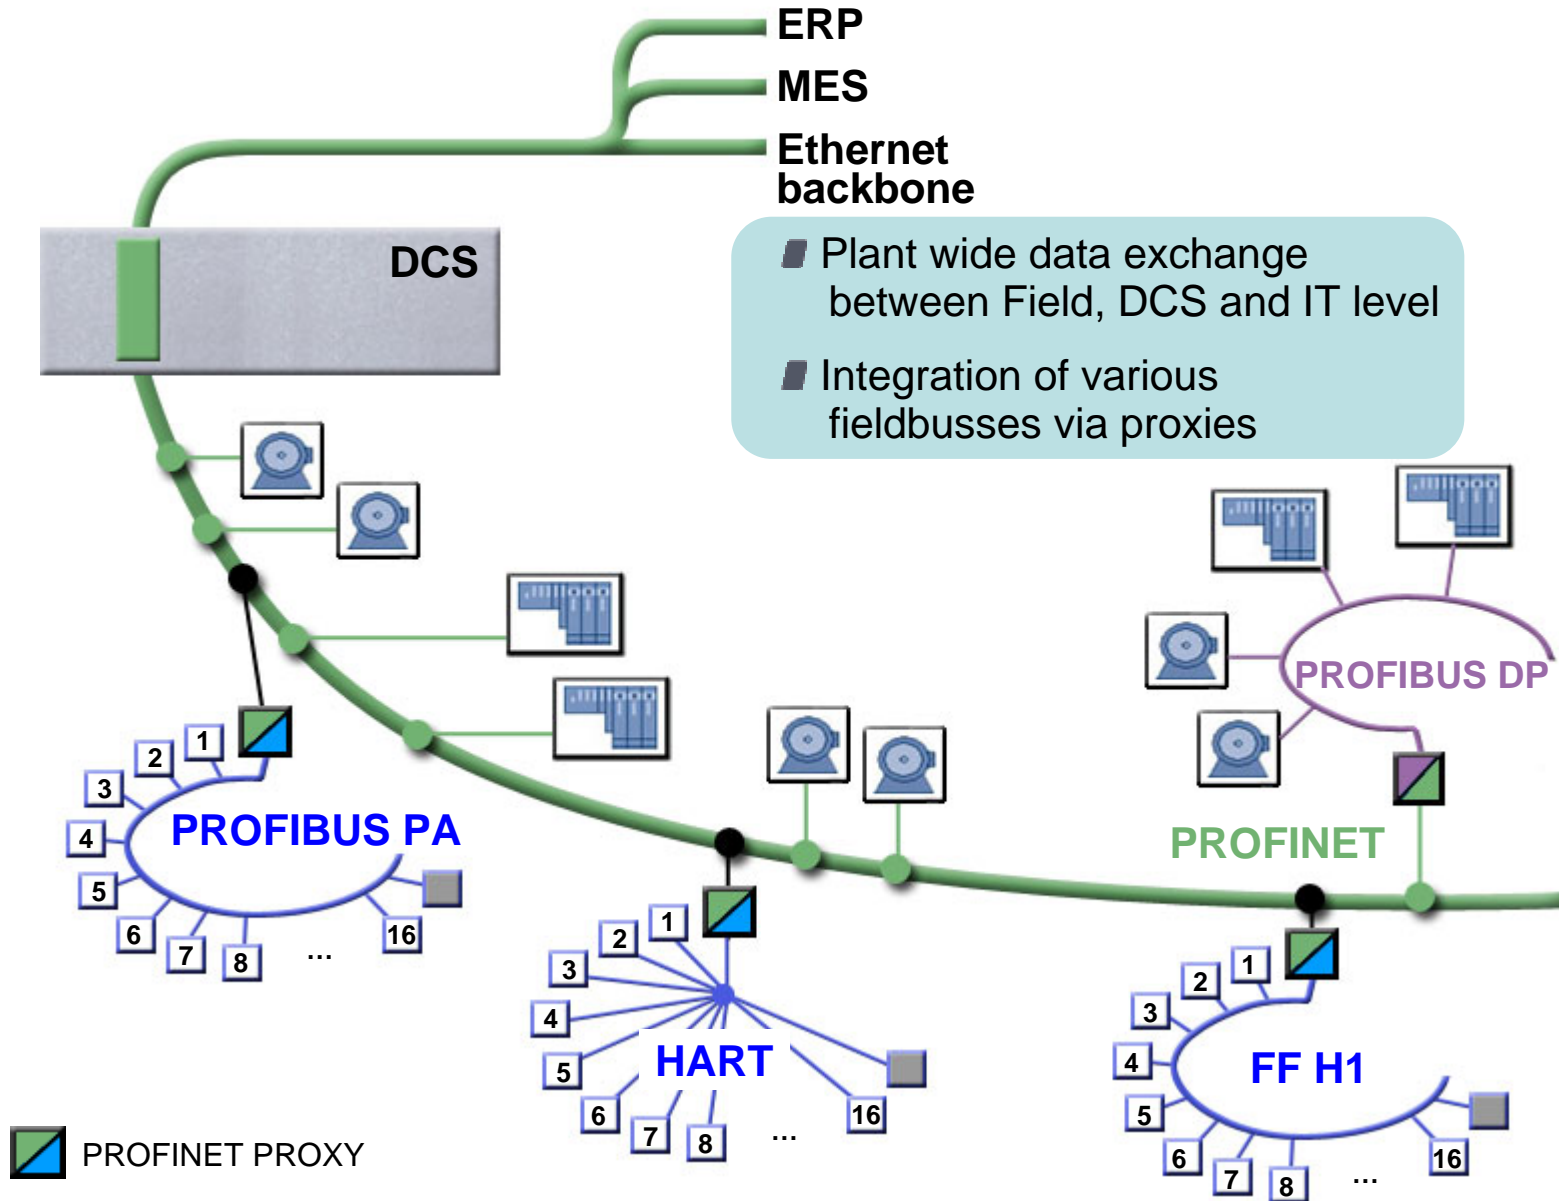 ERP
MES
Ethernet
backbone
DCS
Plant wide data exchange
between Field, DCS and IT level
Integration of various
fieldbusses via proxies
PROFIBUS DP
PROFINET
PROFIBUS PA
1
2
3
4
5
6
7
8
...
16
HART
1
2
3
4
5
6
7
8
...
16
FF H1
1
2
3
4
5
6
7
8
...
16
PROFINET PROXY